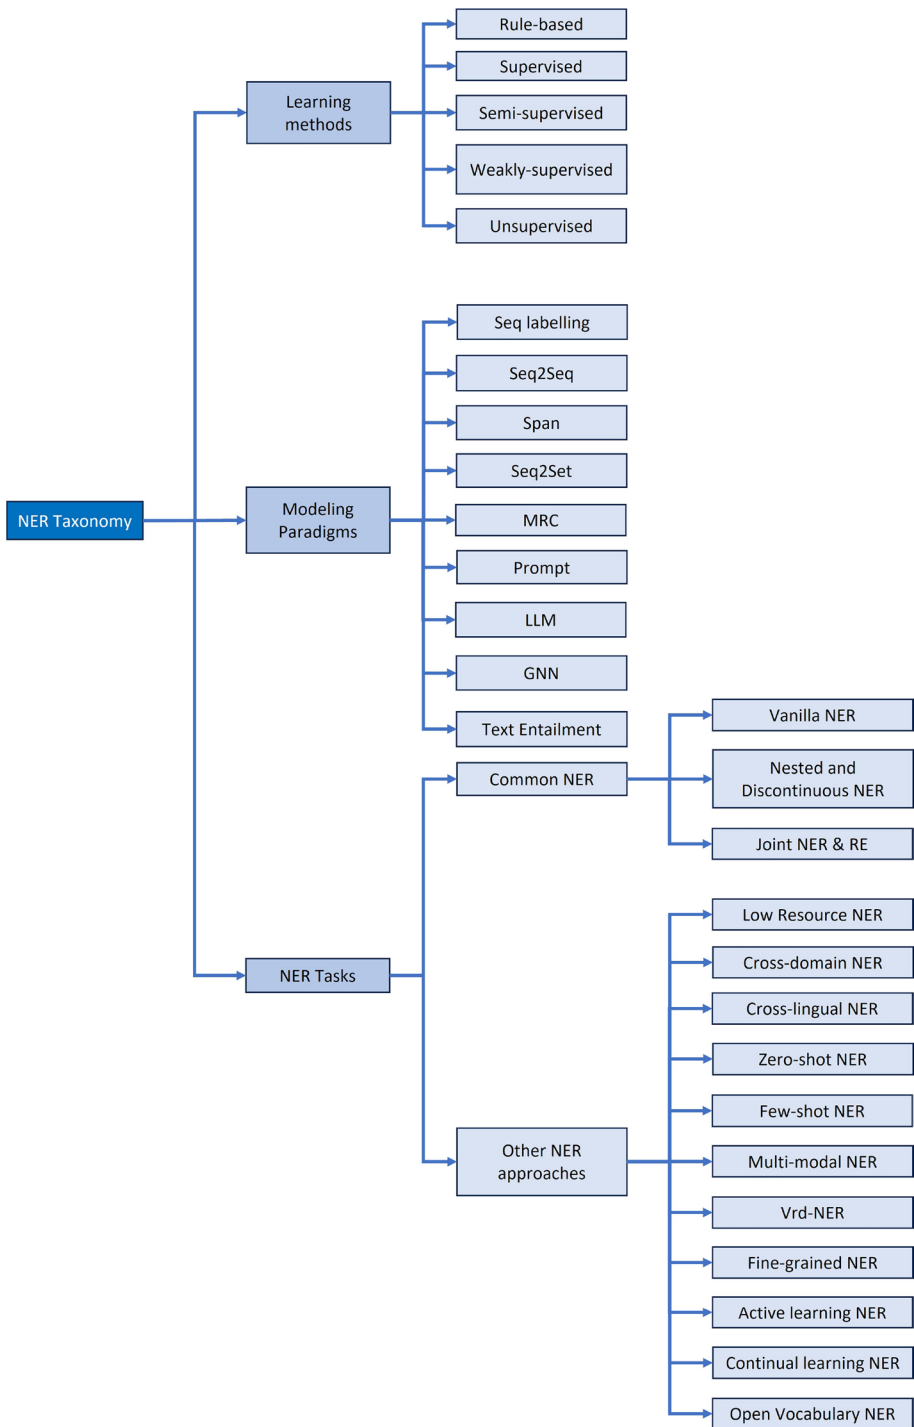 Rule-based
Supervised
Learning
methods
Semi-supervised
Weakly-supervised
Unsupervised
Seq labelling
Seq2Seq
Span
Seq2Set
NER Taxonomy
Modeling
Paradigms
MRC
Prompt
LLM
GNN
Text Entailment
Common NER
Vanilla NER
Nested and
Discontinuous NER
Joint NER & RE
NER Tasks
Other NER
approaches
Low Resource NER
Cross-domain NER
Cross-lingual NER
Zero-shot NER
Few-shot NER
Multi-modal NER
Vrd-NER
Fine-grained NER
Active learning NER
Continual learning NER
Open Vocabulary NER